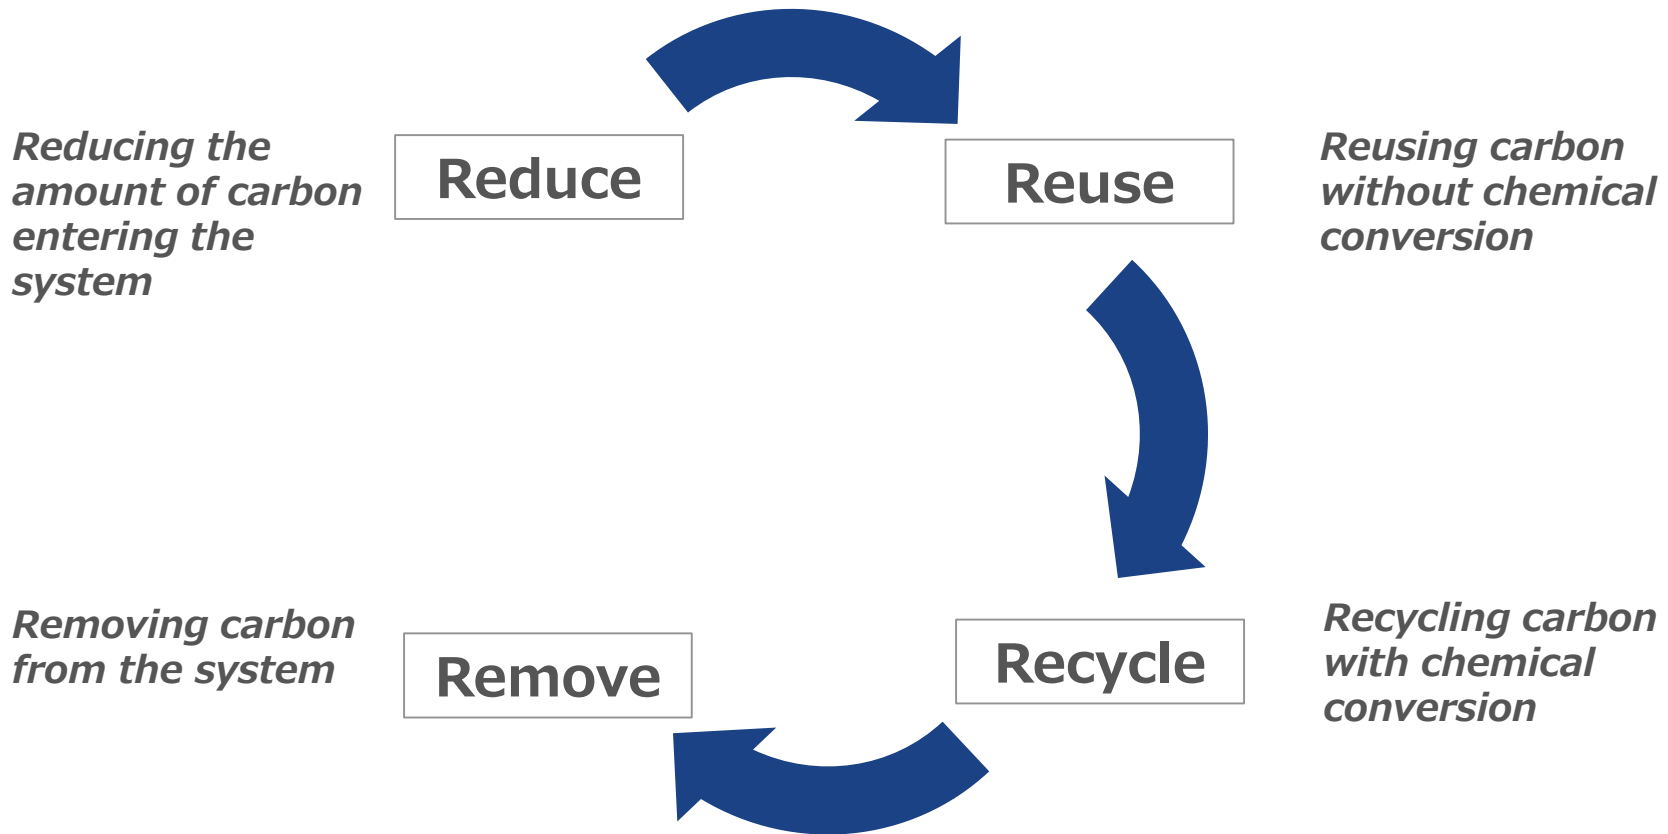 Reducing the
amount of carbon
entering the
system
Reduce
Reuse
Reusing carbon
without chemical
conversion
Removing carbon
from the system
Remove
Recycle
Recycling carbon
with chemical
conversion